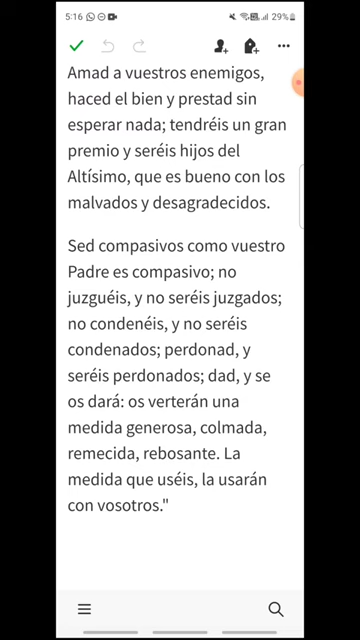 5:16
29%
Amad a vuestros enemigos,
haced el bien y prestad sin
esperar nada; tendréis un gran
premio y seréis hijos del
Altísimo, que es bueno con los
malvados y desagradecidos.
Sed compasivos como vuestro
Padre es compasivo; no
juzguéis, y no seréis juzgados;
no condenéis, y no seréis
condenados; perdonad, y
seréis perdonados; dad, y se
os dará: os verterán una
medida generosa, colmada,
remecida, rebosante. La
medida que uséis, la usarán
con vosotros."